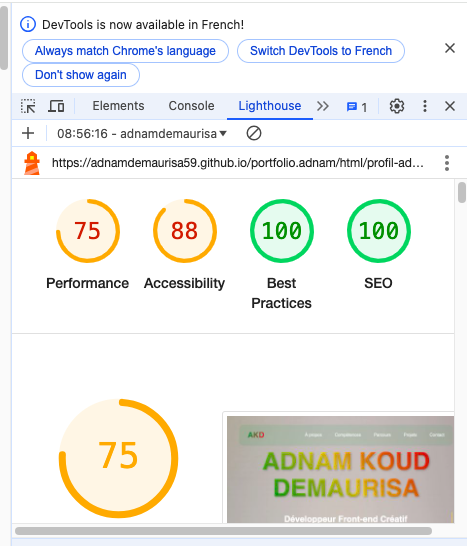 DevTools is now available in French!
Always match Chrome's language
Switch DevTools to French
Don't show again
Elements
Console
Lighthouse
1
08:56:16 - adnamdemaurisa
https://adnamdemaurisa59.github.io/portfolio.adnam/html/profil-ad...
75
88
100
100
Performance
Accessibility
Best
Practices
SEO
75
AKD
À propos
Compétences
Parcours
Projets
Contact
ADNAM KOUD
DEMAURISA
Développeur Front-end Créatif